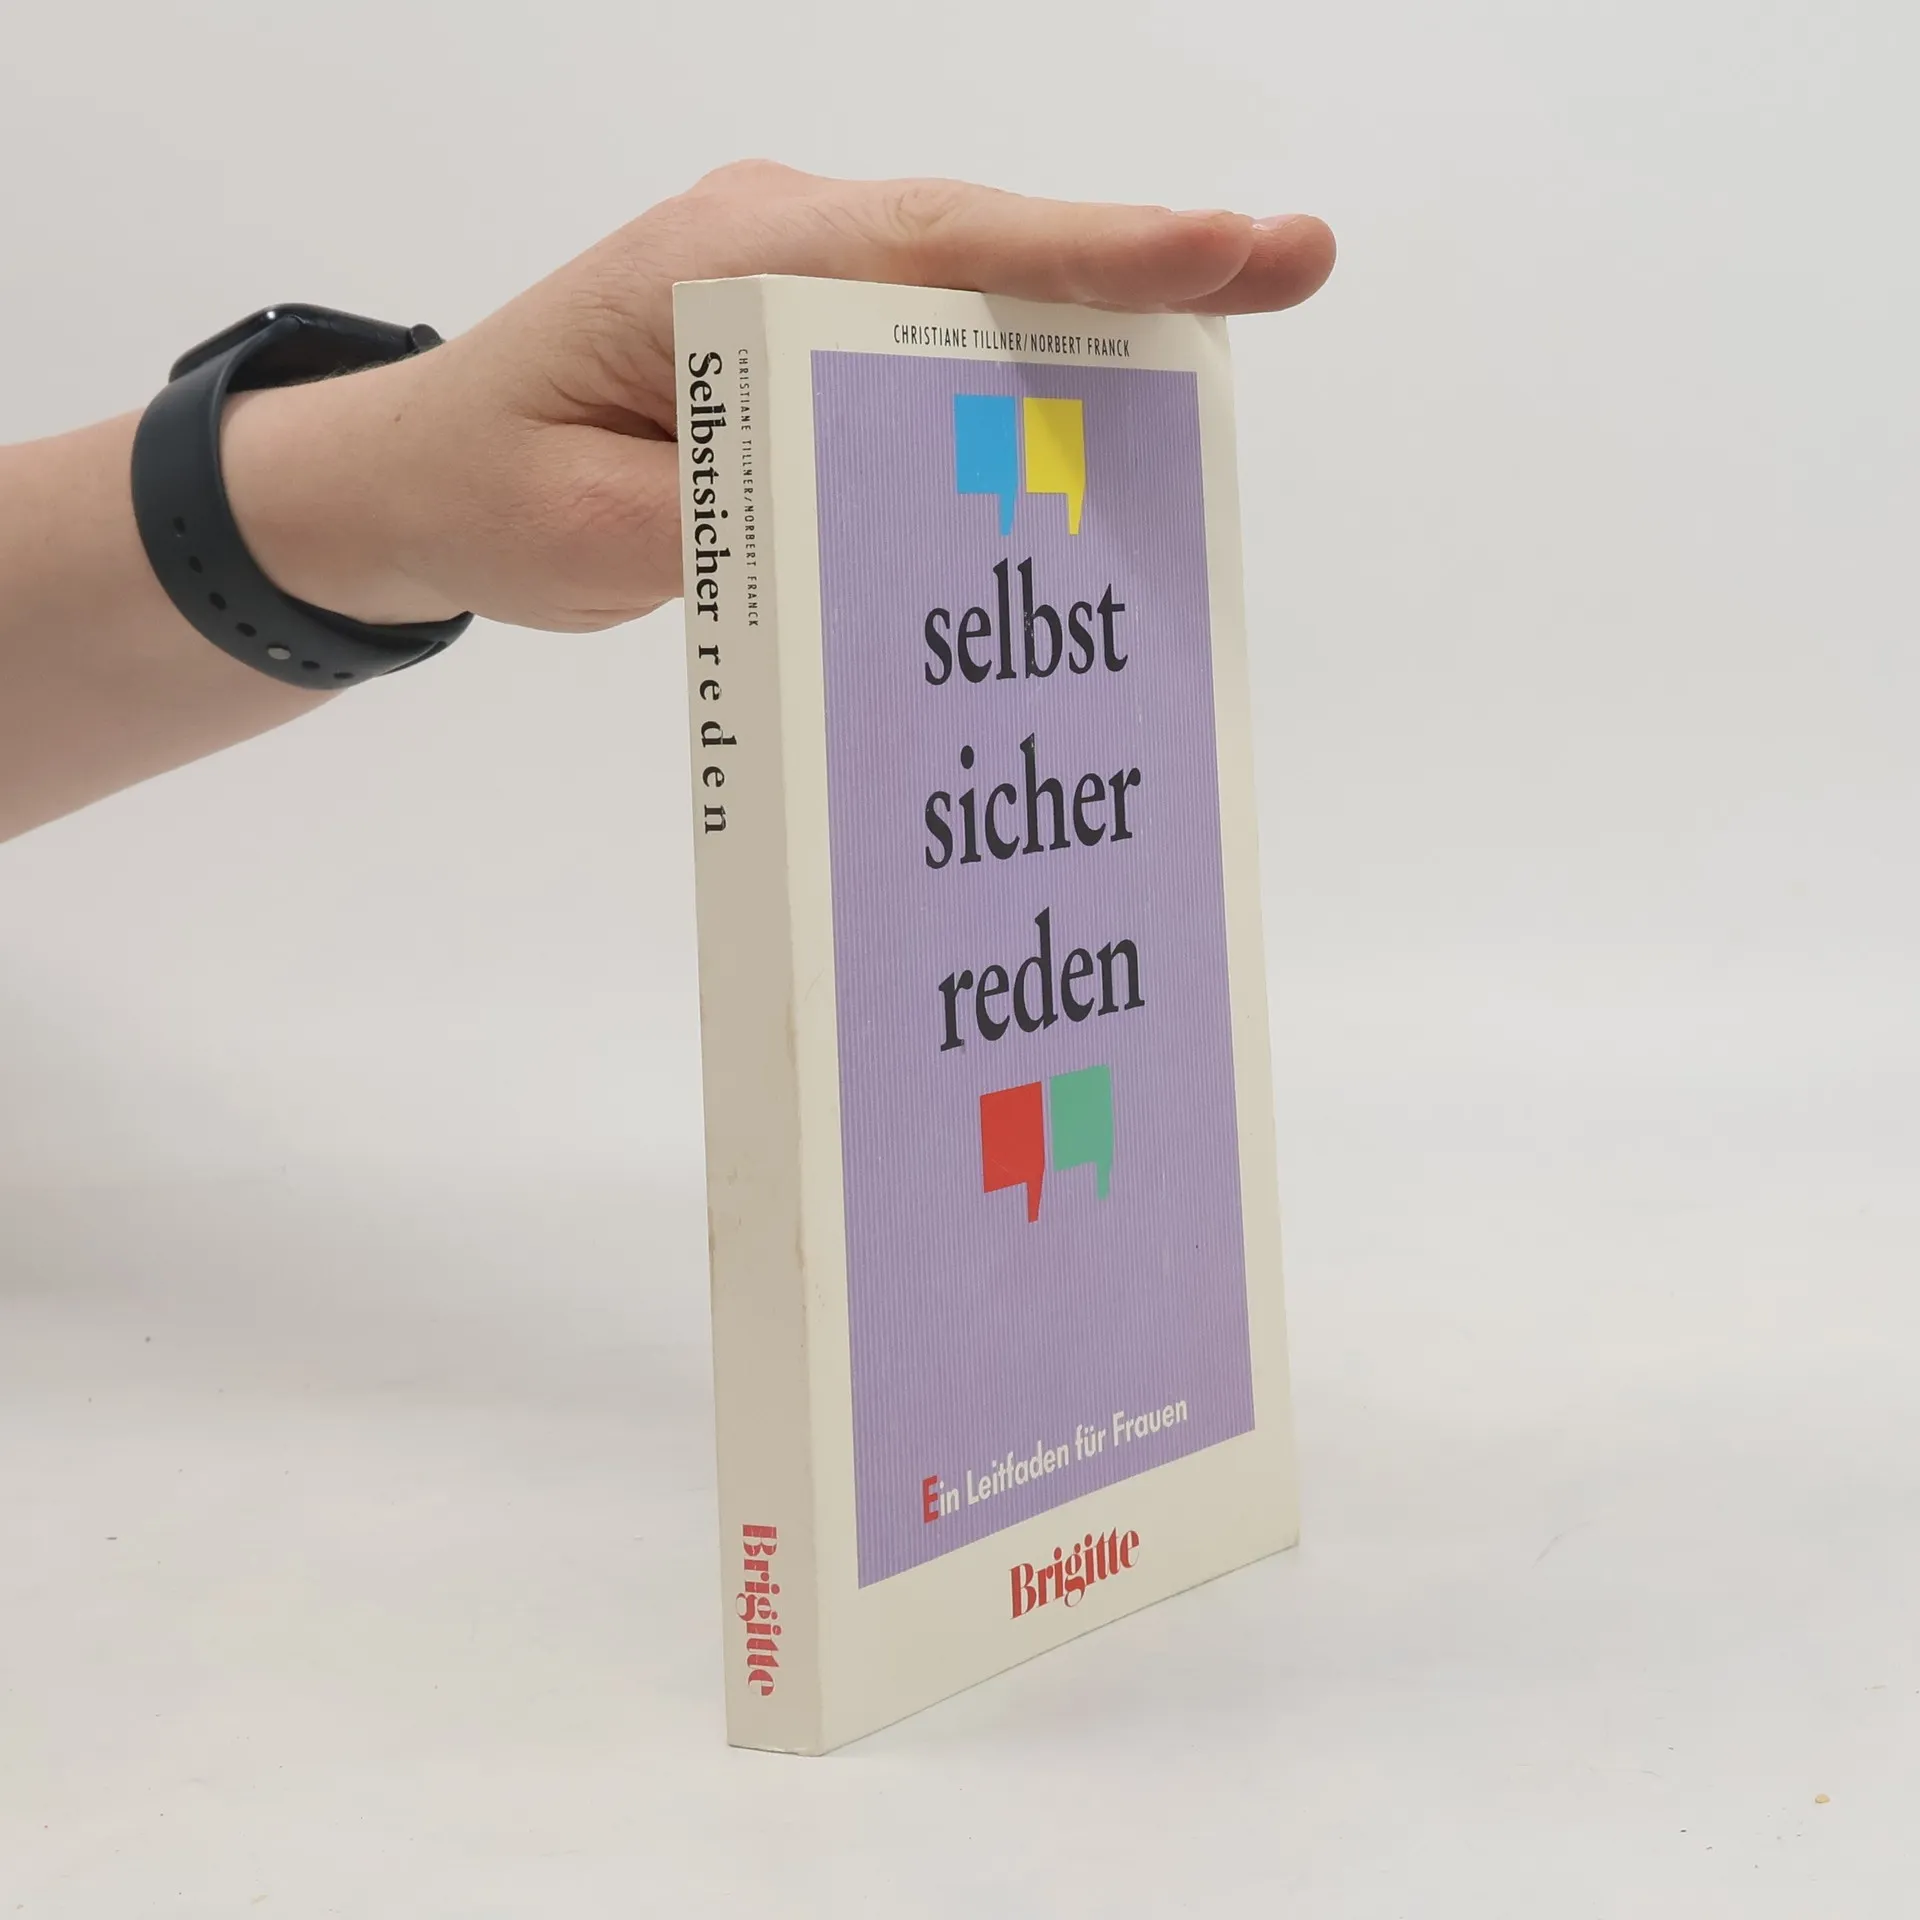 CHRISTIANE TILLNER/NORBERT FRANCK
Selbstsicher reden
Brigitte
CHRISTIANE TILLNER/NORBERT FRANCK
selbst
sicher
reden
Ein Leitfaden für Frauen
Brigitte